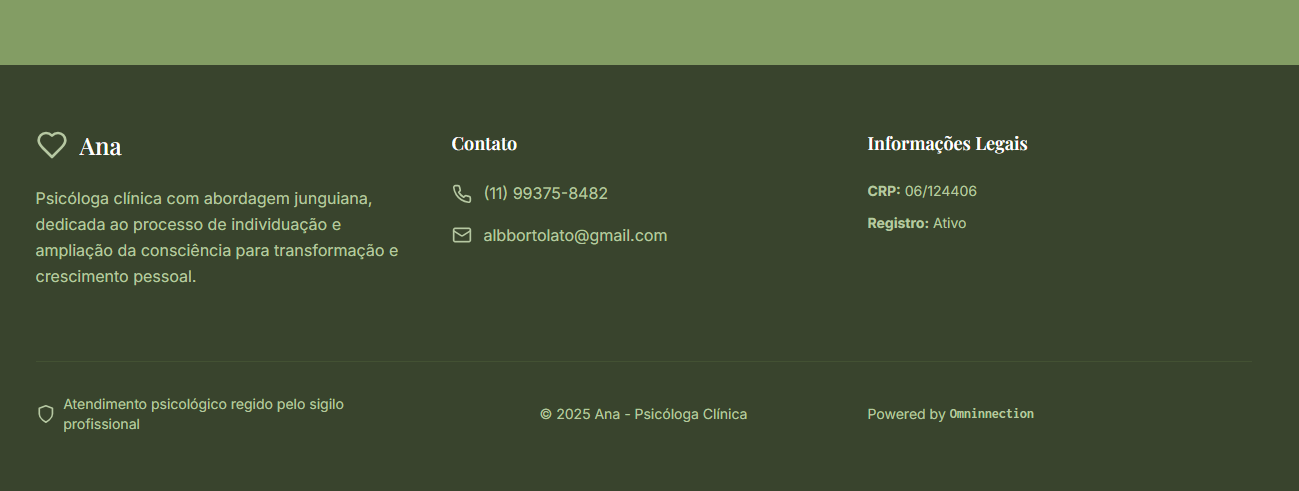 Ana
Psicóloga clínica com abordagem junguiana,
dedicada ao processo de individuação e
ampliação da consciência para transformação e
crescimento pessoal.
Contato
(11) 99375-8482
albbortolato@gmail.com
Informações Legais
CRP: 06/124406
Registro: Ativo
Atendimento psicológico regido pelo sigilo
profissional
© 2025 Ana - Psicóloga Clínica
Powered by Omninnection